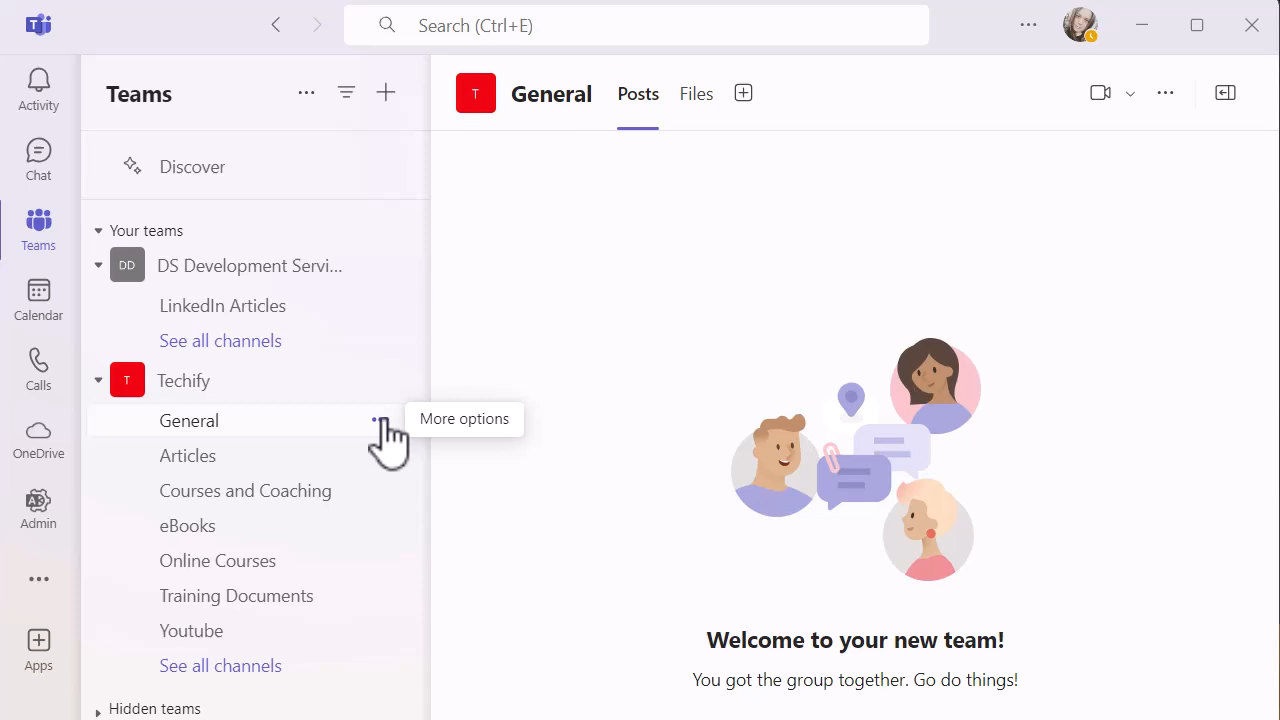 Search (Ctrl+E)
Activity
Chat
Teams
Calendar
Calls
OneDrive
Admin
Apps
Teams
Discover
Your teams
DD
DS Development Servi...
LinkedIn Articles
See all channels
T
Techify
General
More options
Articles
Courses and Coaching
eBooks
Online Courses
Training Documents
Youtube
See all channels
Hidden teams
T
General
Posts
Files
Welcome to your new team!
You got the group together. Go do things!